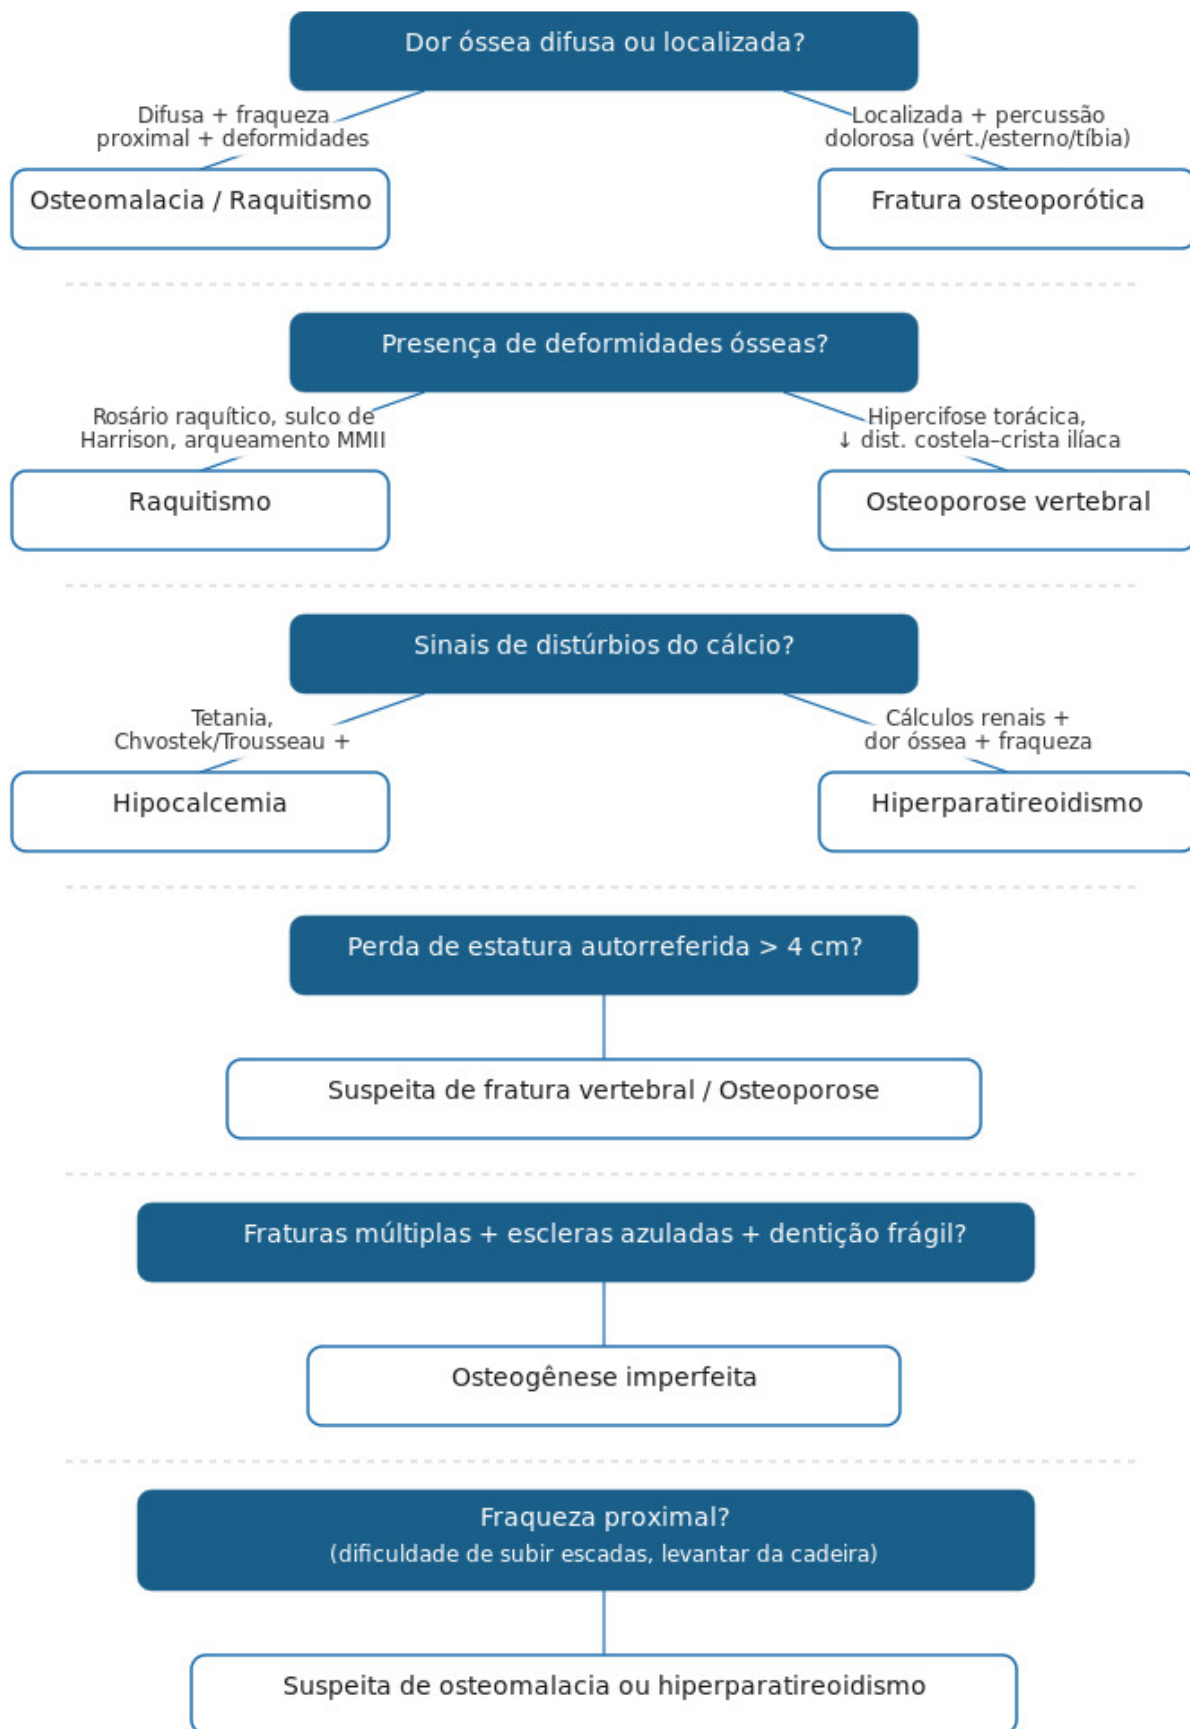 Dor óssea difusa ou localizada?
Difusa + fraqueza
proximal + deformidades
Localizada + percussão
dolorosa (vért./esterno/tíbia)
Osteomalacia / Raquitismo
Fratura osteoporótica
Presença de deformidades ósseas?
Rosário raquítico, sulco de
Harrison, arqueamento MMII
Hipercifose torácica,
↓ dist. costela–crista ilíaca
Raquitismo
Osteoporose vertebral
Sinais de distúrbios do cálcio?
Tetania,
Chvostek/Trousseau +
Cálculos renais +
dor óssea + fraqueza
Hipocalcemia
Hiperparatireoidismo
Perda de estatura autorreferida > 4 cm?
Suspeita de fratura vertebral / Osteoporose
Fraturas múltiplas + escleras azuladas + dentição frágil?
Osteogênese imperfeita
Fraqueza proximal?
(dificuldade de subir escadas, levantar da cadeira)
Suspeita de osteomalacia ou hiperparatireoidismo